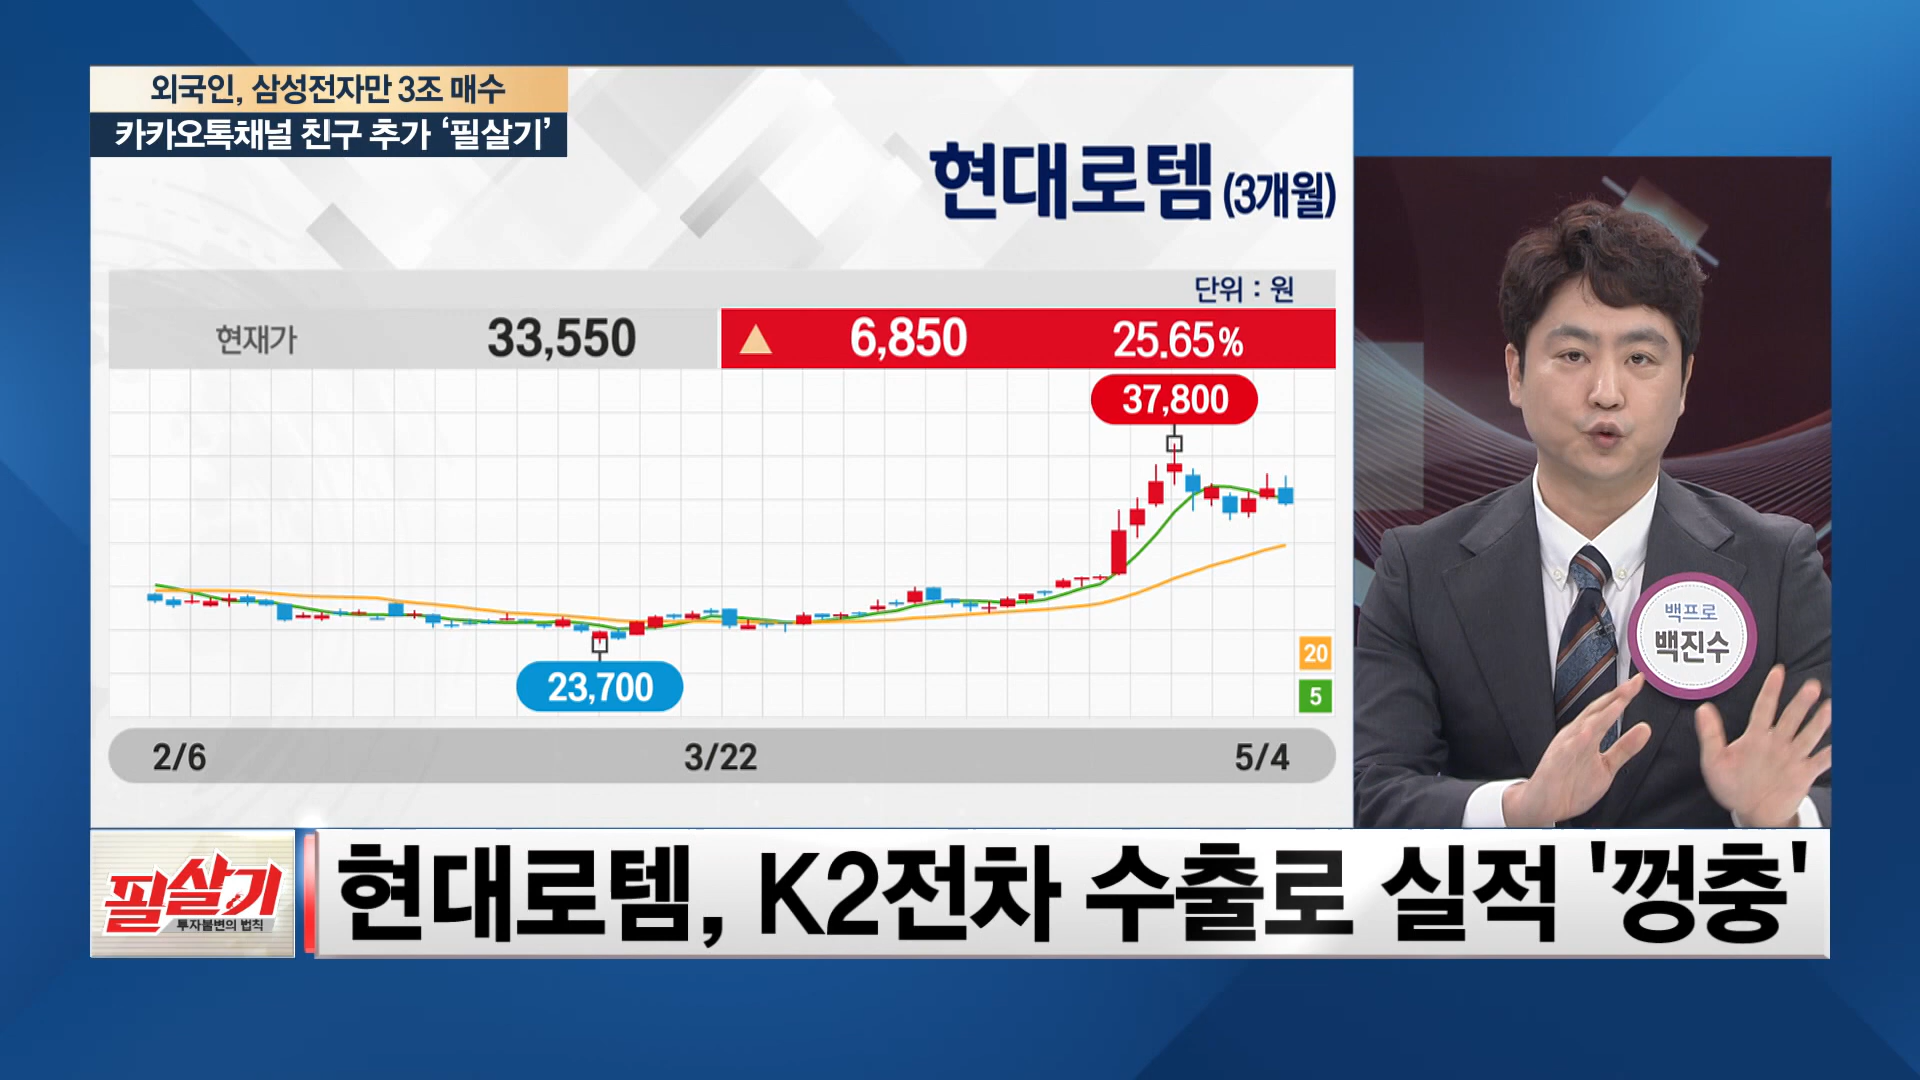 외국인, 삼성전자만 3조 매수
카카오톡채널 친구 추가 ‘필살기’
현대로템 (3개월)
단위 : 원
현재가 33,550 ▲ 6,850 25.65%
37,800
23,700
20
5
2/6 3/22 5/4
백프로
백진수
필살기
투자불변의 법칙
현대로템, K2전차 수출로 실적 '껑충'